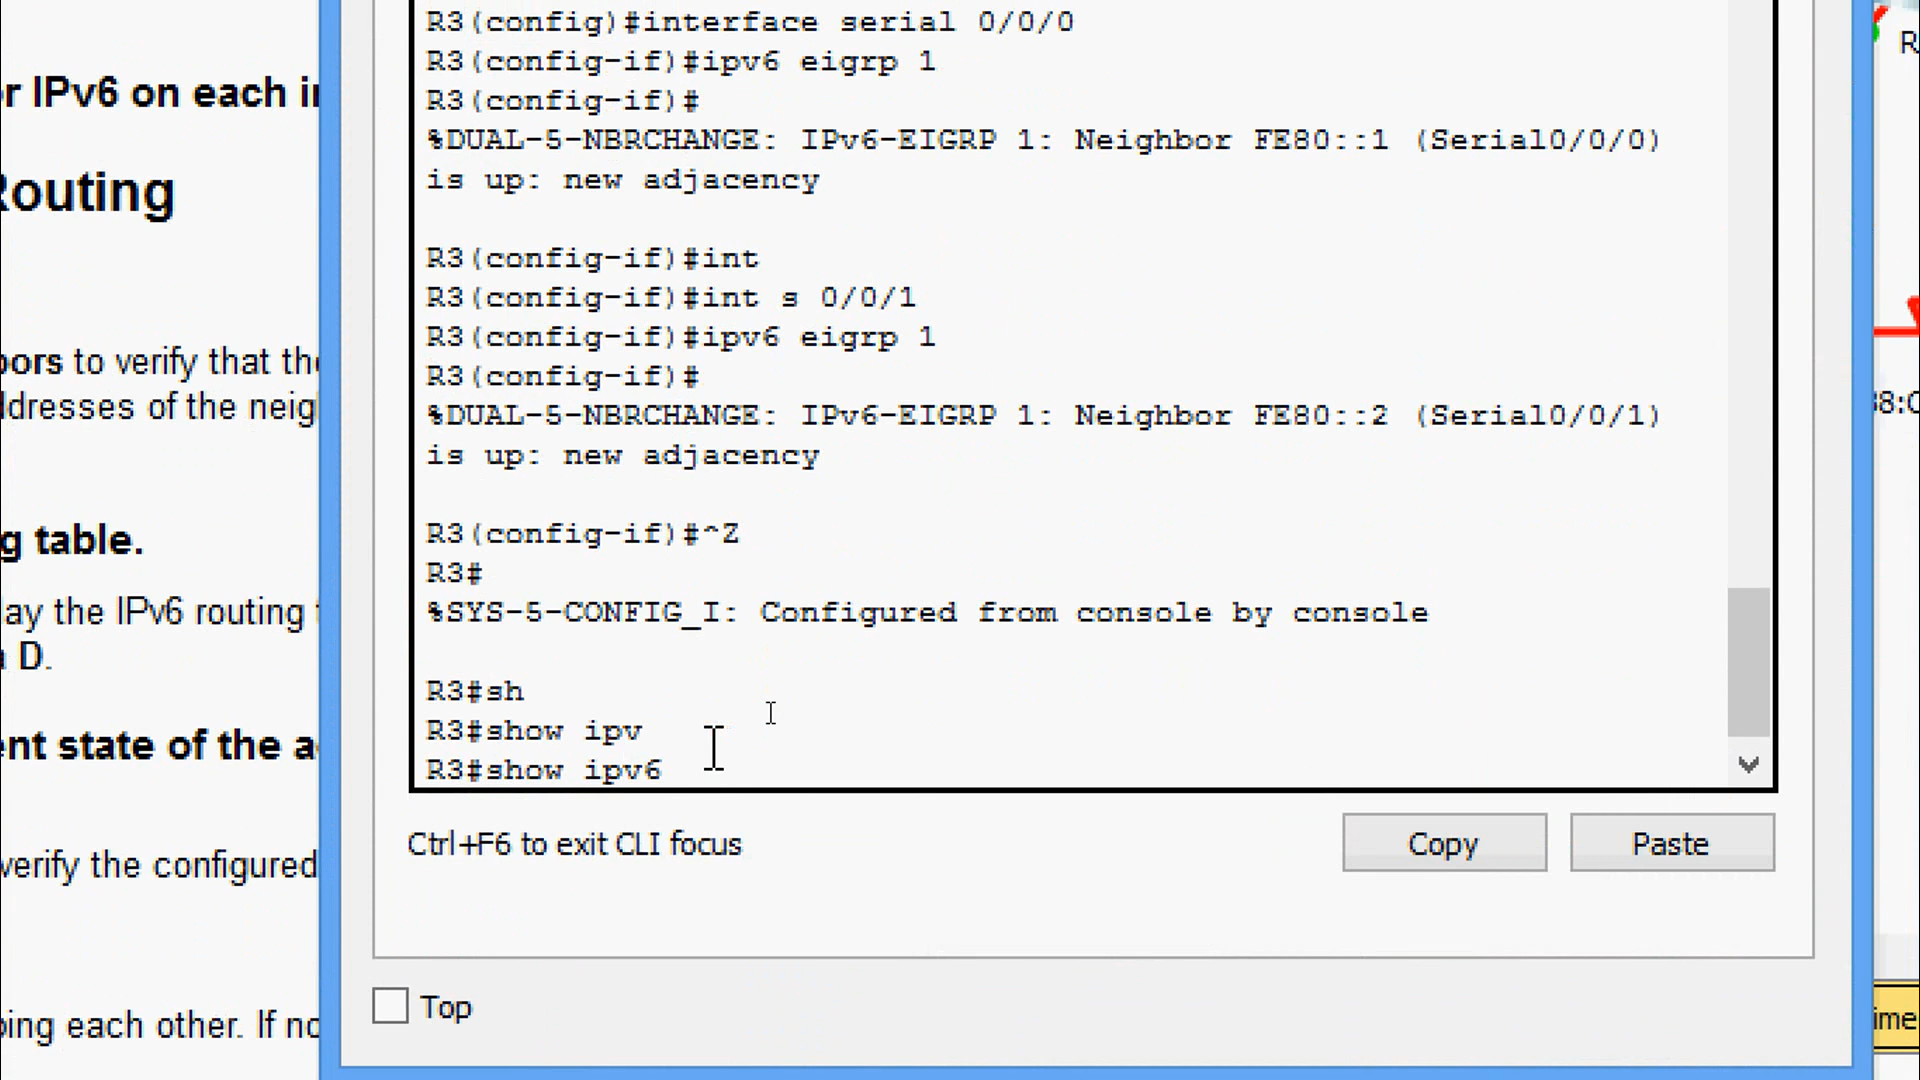 R3(config)#interface serial 0/0/0
R3(config-if)#ipv6 eigrp 1
R3(config-if)#
%DUAL-5-NBRCHANGE: IPv6-EIGRP 1: Neighbor FE80::1 (Serial0/0/0)
is up: new adjacency
R3(config-if)#int
R3(config-if)#int s 0/0/1
R3(config-if)#ipv6 eigrp 1
R3(config-if)#
%DUAL-5-NBRCHANGE: IPv6-EIGRP 1: Neighbor FE80::2 (Serial0/0/1)
is up: new adjacency
R3(config-if)#^Z
R3#
%SYS-5-CONFIG_I: Configured from console by console
R3#sh
R3#show ipv
R3#show ipv6
Ctrl+F6 to exit CLI focus
Copy
Paste
Top
r IPv6 on each i
Routing
bors to verify that the
ddresses of the neig
g table.
lay the IPv6 routing
D.
ent state of the a
verify the configured
ping each other. If no
R